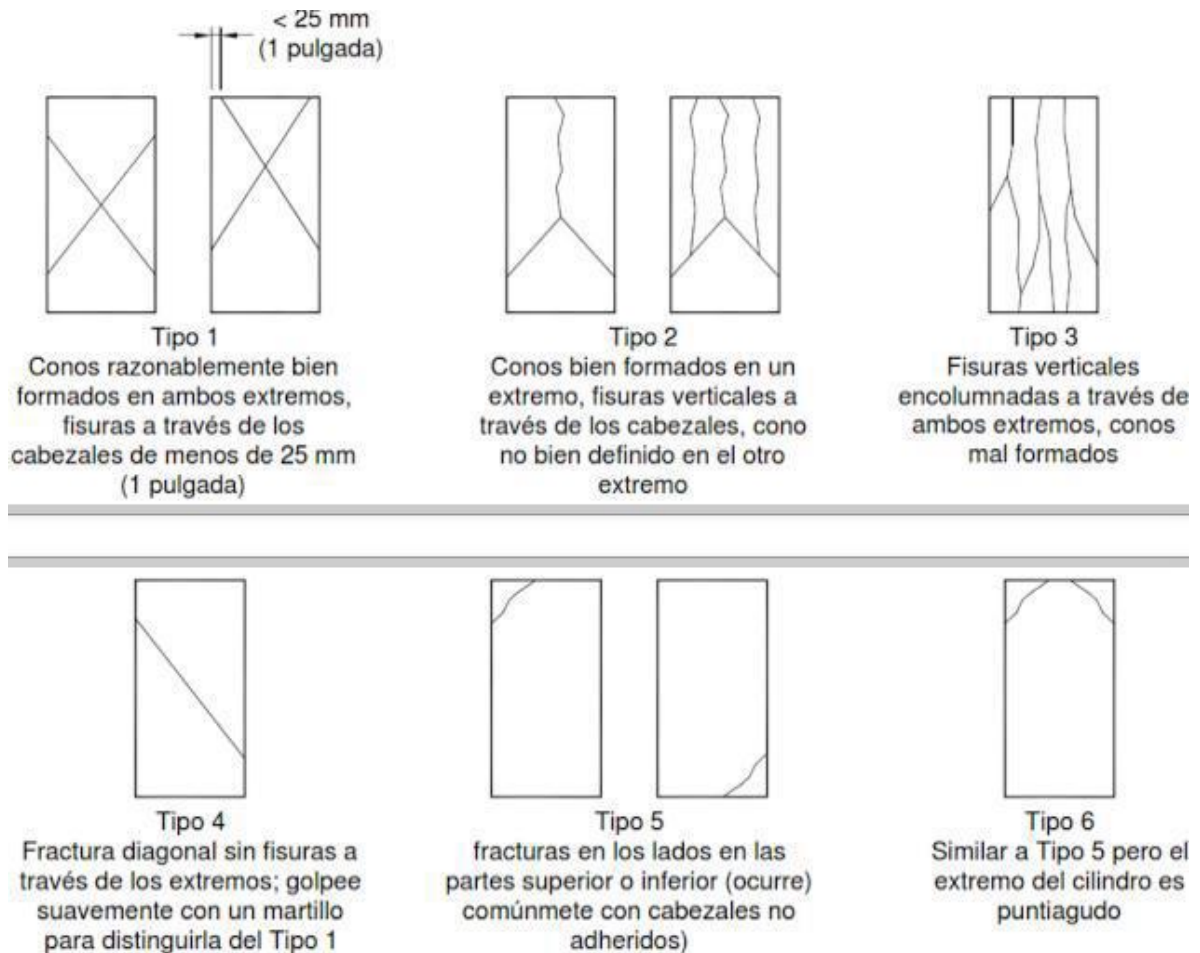 < 25 mm
(1 pulgada)
Tipo 1
Conos razonablemente bien
formados en ambos extremos,
fisuras a través de los
cabezales de menos de 25 mm
(1 pulgada)
Tipo 2
Conos bien formados en un
extremo, fisuras verticales a
través de los cabezales, cono
no bien definido en el otro
extremo
Tipo 3
Fisuras verticales
encolumnadas a través de
ambos extremos, conos
mal formados
Tipo 4
Fractura diagonal sin fisuras a
través de los extremos; golpee
suavemente con un martillo
para distinguirla del Tipo 1
Tipo 5
fracturas en los lados en las
partes superior o inferior (ocurre)
comúnmete con cabezales no
adheridos)
Tipo 6
Similar a Tipo 5 pero el
extremo del cilindro es
puntiagudo